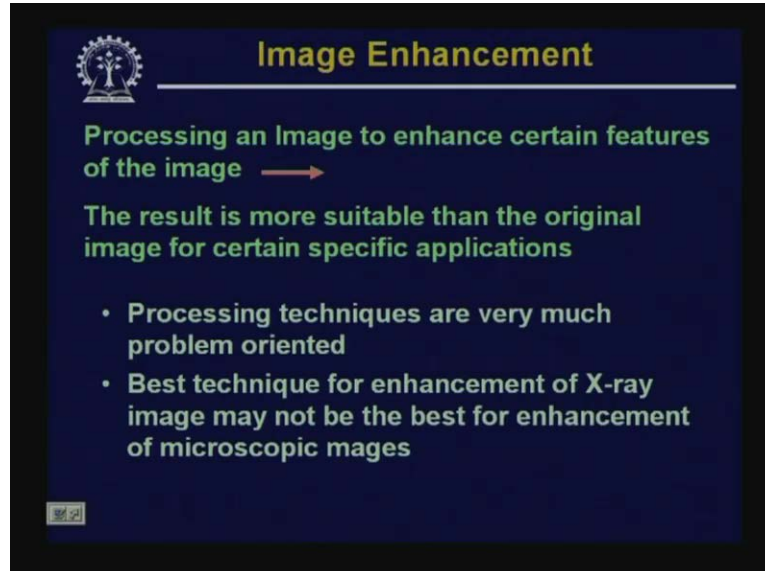 Image Enhancement
Processing an Image to enhance certain features
of the image
The result is more suitable than the original
image for certain specific applications
• Processing techniques are very much
problem oriented
• Best technique for enhancement of X-ray
image may not be the best for enhancement
of microscopic mages